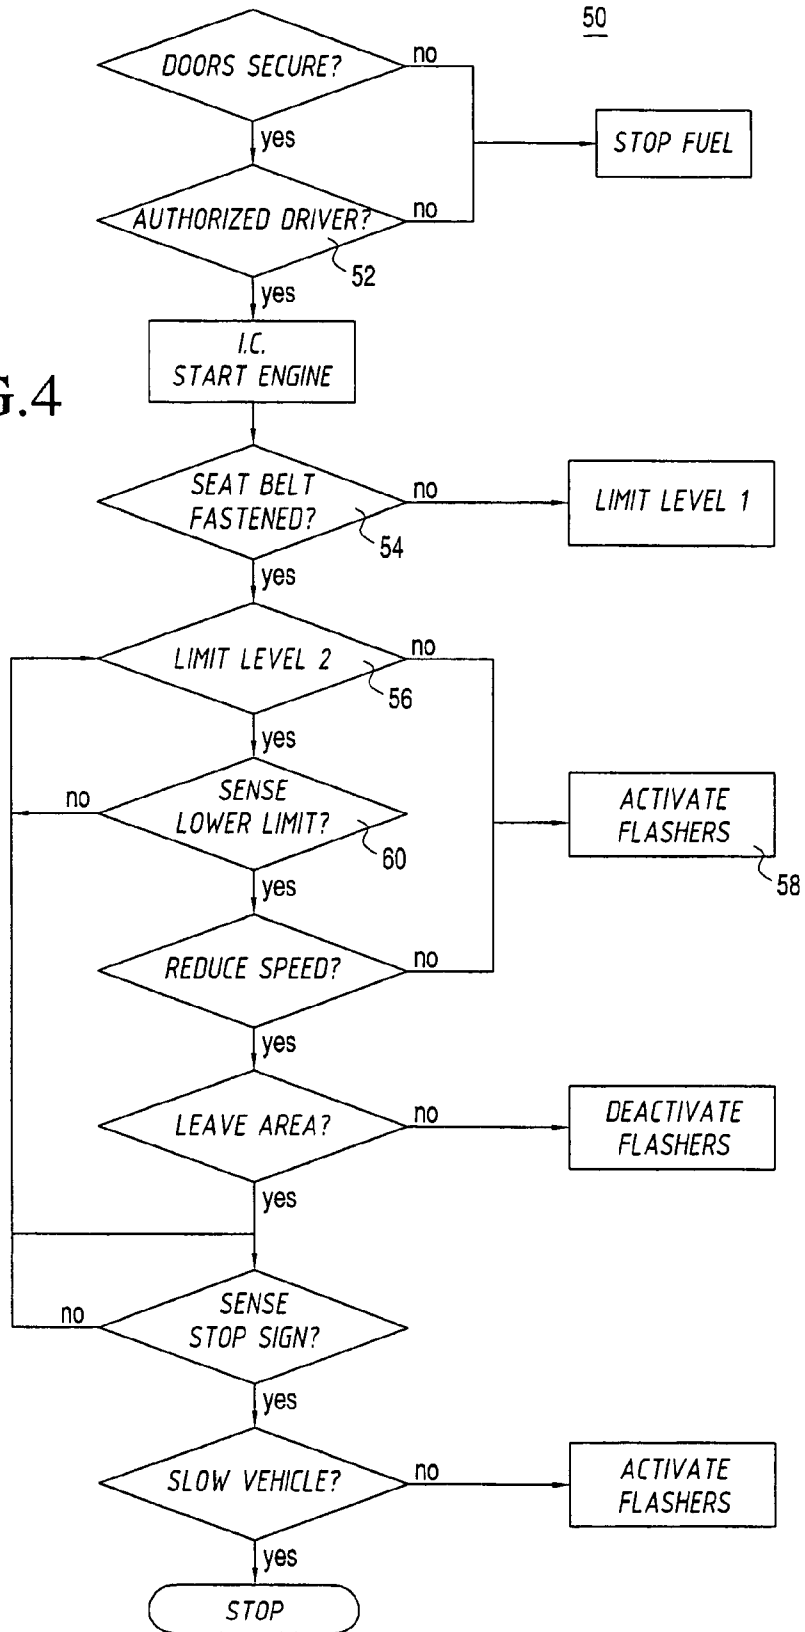 50
DOORS SECURE?
no
STOP FUEL
yes
AUTHORIZED DRIVER?
no
52
yes
I.C.
START ENGINE
G.4
SEAT BELT
FASTENED?
no
54
LIMIT LEVEL 1
yes
LIMIT LEVEL 2
no
56
yes
SENSE
LOWER LIMIT?
no
60
ACTIVATE
FLASHERS
58
yes
REDUCE SPEED?
no
yes
LEAVE AREA?
no
DEACTIVATE
FLASHERS
yes
SENSE
STOP SIGN?
no
yes
SLOW VEHICLE?
no
ACTIVATE
FLASHERS
yes
STOP